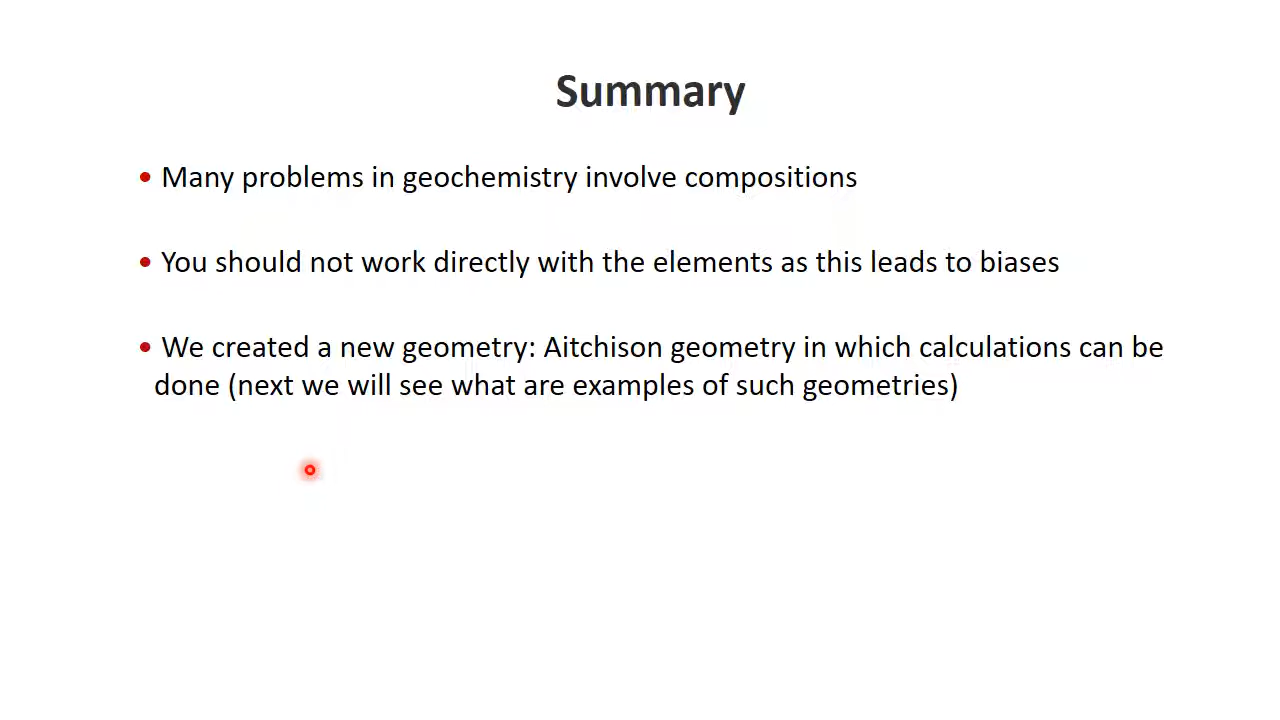 Summary
• Many problems in geochemistry involve compositions
• You should not work directly with the elements as this leads to biases
• We created a new geometry: Aitchison geometry in which calculations can be
done (next we will see what are examples of such geometries)